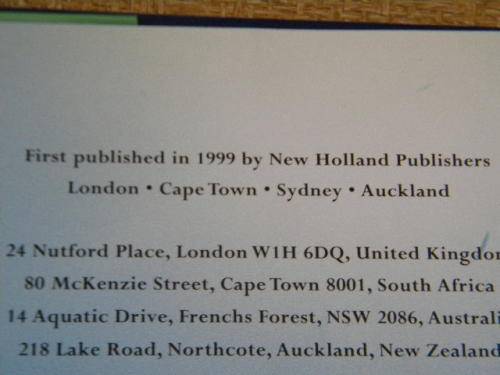 First published in 1999 by New Holland Publishers
London • Cape Town • Sydney • Auckland
24 Nutford Place, London W1H 6DQ, United Kingdo
80 McKenzie Street, Cape Town 8001, South Africa
14 Aquatic Drive, Frenchs Forest, NSW 2086, Australi
218 Lake Road, Northcote, Auckland, New Zealand